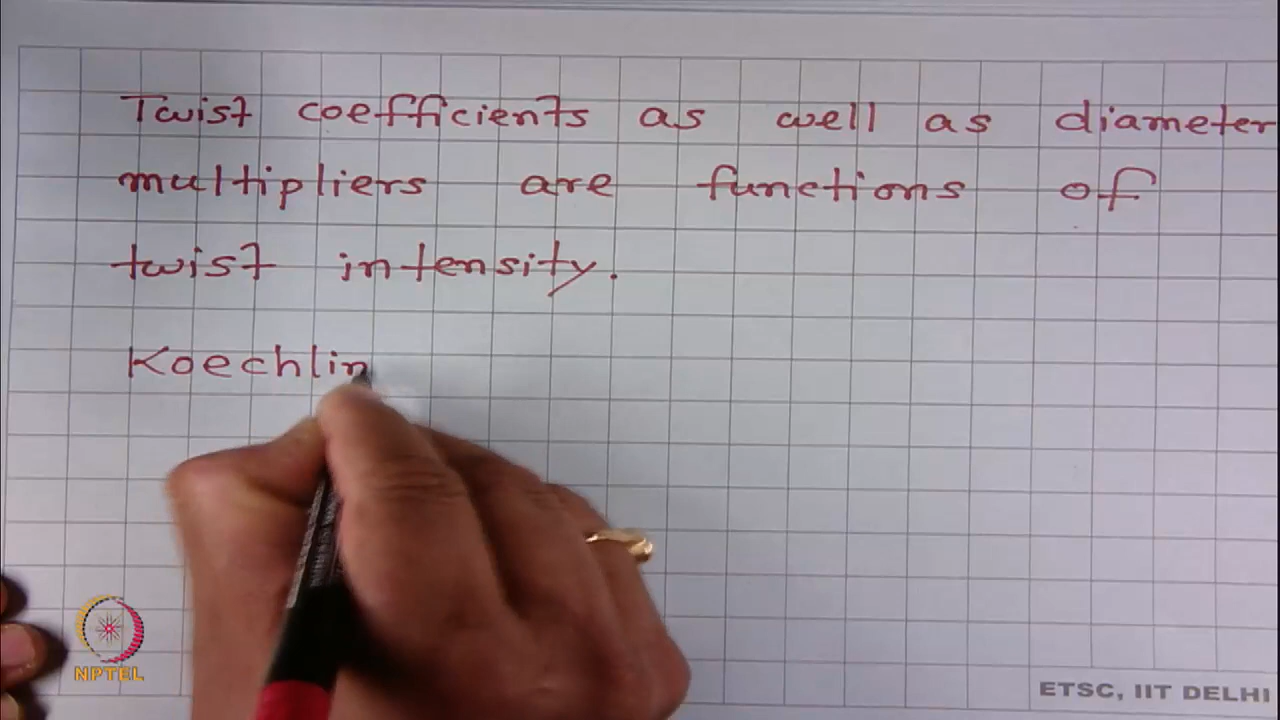 Twist coefficients as well as diameter
multipliers are functions of
twist intensity.
Koechlin
NPTEL
ETSC, IIT DELHI